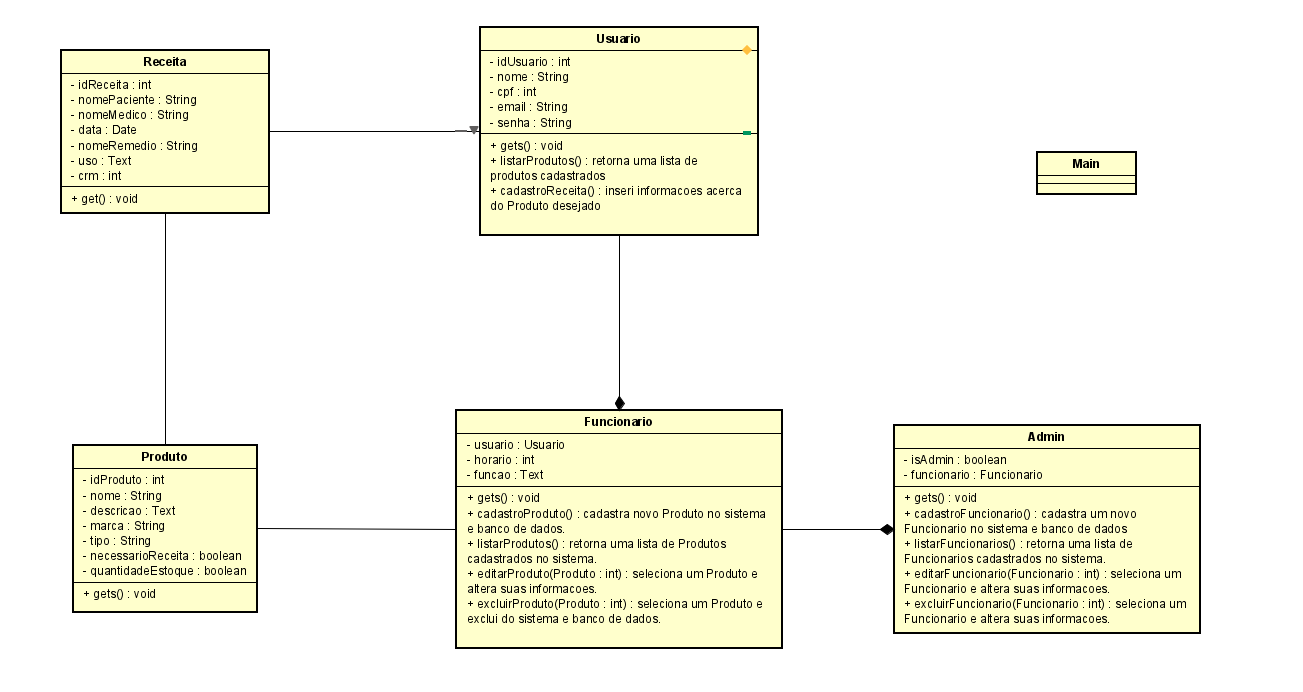 Receita
- idReceita : int
- nomePaciente : String
- nomeMedico : String
- data : Date
- nomeRemedio : String
- uso : Text
- crm : int
+ get() : void
Usuario
- idUsuario : int
- nome : String
- cpf : int
- email : String
- senha : String
+ gets() : void
+ listarProdutos() : retorna uma lista de
produtos cadastrados
+ cadastroReceita() : inseri informacoes acerca
do Produto desejado
Main
Produto
- idProduto : int
- nome : String
- descricao : Text
- marca : String
- tipo : String
- necessarioReceita : boolean
- quantidadeEstoque : boolean
+ gets() : void
Funcionario
- usuario : Usuario
- horario : int
- funcao : Text
+ gets() : void
+ cadastroProduto() : cadastra novo Produto no sistema
e banco de dados.
+ listarProdutos() : retorna uma lista de Produtos
cadastrados no sistema.
+ editarProduto(Produto : int) : seleciona um Produto e
altera suas informacoes.
+ excluirProduto(Produto : int) : seleciona um Produto e
exclui do sistema e banco de dados.
Admin
- isAdmin : boolean
- funcionario : Funcionario
+ gets() : void
+ cadastroFuncionario() : cadastra um novo
Funcionario no sistema e banco de dados
+ listarFuncionarios() : retorna uma lista de
Funcionarios cadastrados no sistema.
+ editarFuncionario(Funcionario : int) : seleciona um
Funcionario e altera suas informacoes.
+ excluirFuncionario(Funcionario : int) : seleciona um
Funcionario e altera suas informacoes.